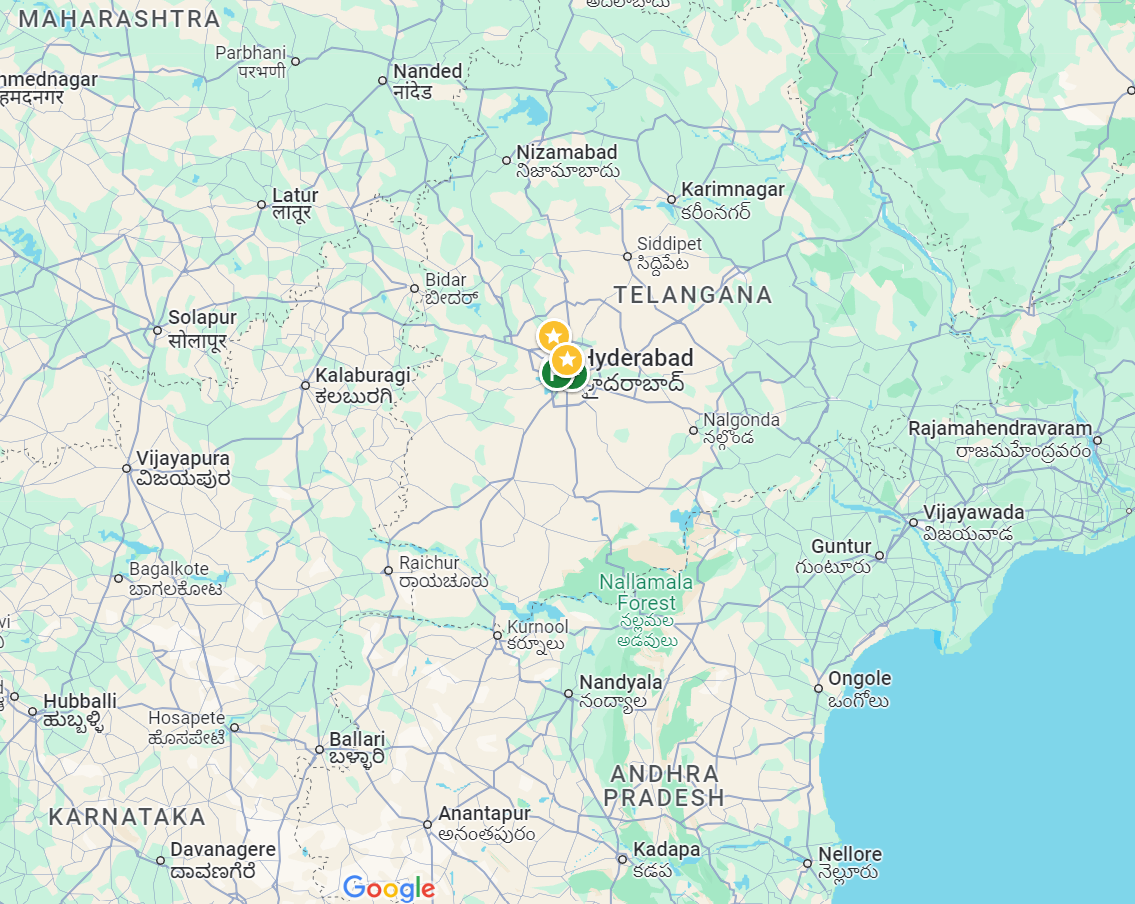 MAHARASHTRA
Parbhani
परभणी
Nanded
नांदेड
Nizamabad
నిజామాబాదు
Latur
लातूर
Karimnagar
కరీంనగర్
Siddipet
సిద్దిపేట
Bidar
ಬೀದರ್
TELANGANA
Solapur
सोलापूर
Hyderabad
హైదరాబాద్
Kalaburagi
ಕಲಬುರಗಿ
Nalgonda
నల్గొండ
Rajamahendravaram
రాజమహేంద్రవరం
Vijayapura
ವಿಜಯಪುರ
Vijayawada
విజయవాడ
Guntur
గుంటూరు
Raichur
ರಾಯಚೂರು
Bagalkote
ಬಾಗಲಕೋಟ
Nallamala
Forest
నల్లమల
అడవులు
Kurnool
కర్నూలు
Nandyala
నంద్యాల
Ongole
ఒంగోలు
Hubballi
ಹುಬ್ಬಳ್ಳಿ
Hosapete
ಹೊಸಪೇಟೆ
Ballari
ಬಳ್ಳಾರಿ
ANDHRA
PRADESH
KARNATAKA
Anantapur
అనంతపురం
Davanagere
ದಾವಣಗೆರೆ
Kadapa
కడప
Nellore
నెల్లూరు
Google